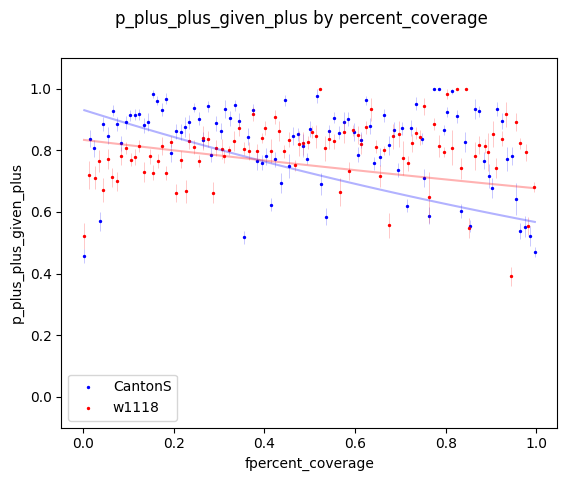 p_plus_plus_given_plus by percent_coverage
p_plus_plus_given_plus
1.0
0.8
0.6
0.4
0.2
0.0
CantonS
w1118
0.0 0.2 0.4 0.6 0.8 1.0
fpercent_coverage